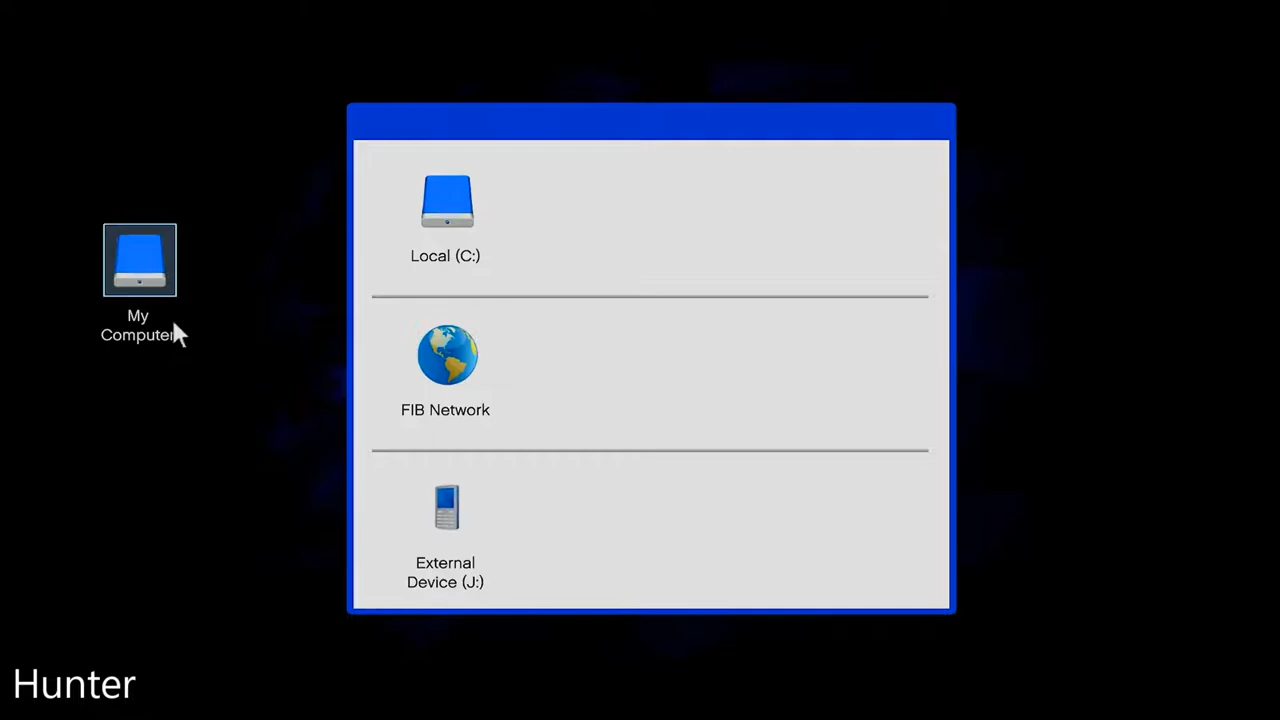 My
Computer
Local (C:)
FIB Network
External
Device (J:)
Hunter